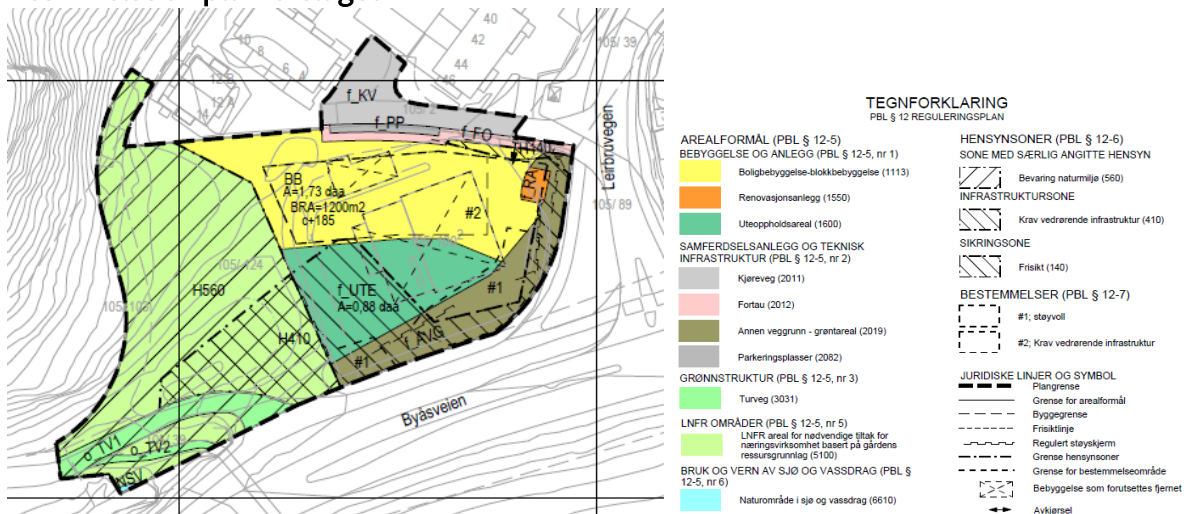 40
42
44
46
10
8
6
4
12 B
12 A
14
105/ 39
f_KV
105/ 2
f_PP
f_FO
H140
Leirbruvegen
BB
A=1,73 daa
BRA=1200m2
c+185
#2
RA
105/ 89
105/ 424
H560
f_UTE
A=0,88 daa
#1
H410
#1
Byåsveien
o_TV1
o_TV2
NSV
TEGNFORKLARING
PBL § 12 REGULERINGSPLAN
AREALFORMÅL (PBL § 12-5)
BEBYGGELSE OG ANLEGG (PBL § 12-5, nr 1)
Boligbebyggelse-blokkbebyggelse (1113)
Renovasjonsanlegg (1550)
Uteoppholdsareal (1600)
SAMFERDSELSANLEGG OG TEKNISK
INFRASTRUKTUR (PBL § 12-5, nr 2)
Kjøreveg (2011)
Fortau (2012)
Annen veggrunn - grøntareal (2019)
Parkeringsplasser (2082)
GRØNNSTRUKTUR (PBL § 12-5, nr 3)
Turveg (3031)
LNFR OMRÅDER (PBL § 12-5, nr 5)
LNFR areal for nødvendige tiltak for
næringsvirksomhet basert på gårdens
ressursgrunnlag (5100)
BRUK OG VERN AV SJØ OG VASSDRAG (PBL §
12-5, nr 6)
Naturområde i sjø og vassdrag (6610)
HENSYNSONER (PBL § 12-6)
SONE MED SÆRLIG ANGITTE HENSYN
Bevaring naturmiljø (560)
INFRASTRUKTURSONE
Krav vedrørende infrastruktur (410)
SIKRINGSONE
Frisikt (140)
BESTEMMELSER (PBL § 12-7)
#1; støyvoll
#2; Krav vedrørende infrastruktur
JURIDISKE LINJER OG SYMBOL
Plangrense
Grense for arealformål
Byggegrense
Frisiktlinje
Regulert støyskjerm
Grense hensynsoner
Grense for bestemmelseområde
Bebyggelse som forutsettes fjernet
Avkjørsel